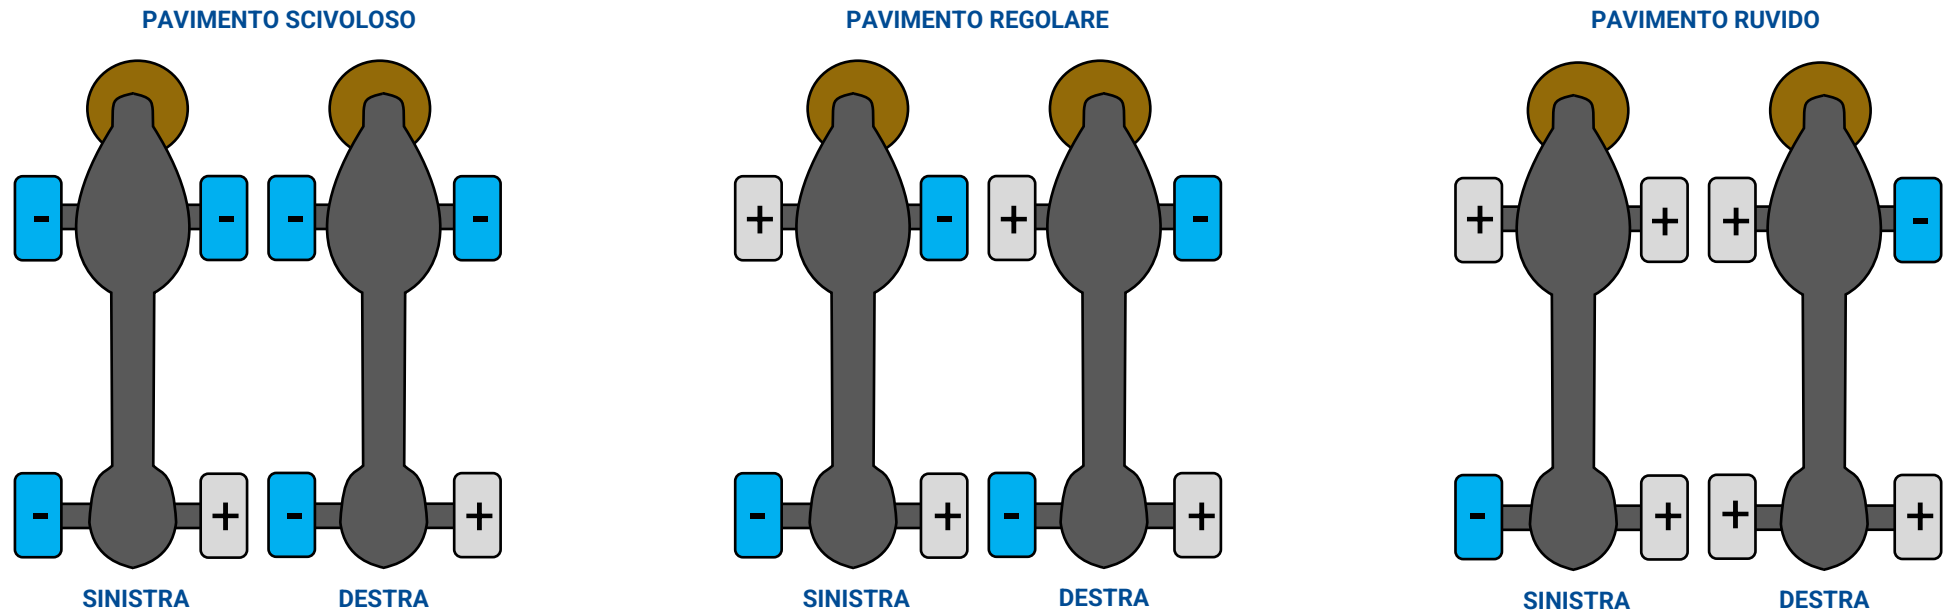 PAVIMENTO SCIVOLOSO
- - - -
- + - +
SINISTRA DESTRA
PAVIMENTO REGOLARE
+ - + -
- + - +
SINISTRA DESTRA
PAVIMENTO RUVIDO
+ + + -
- + + +
SINISTRA DESTRA